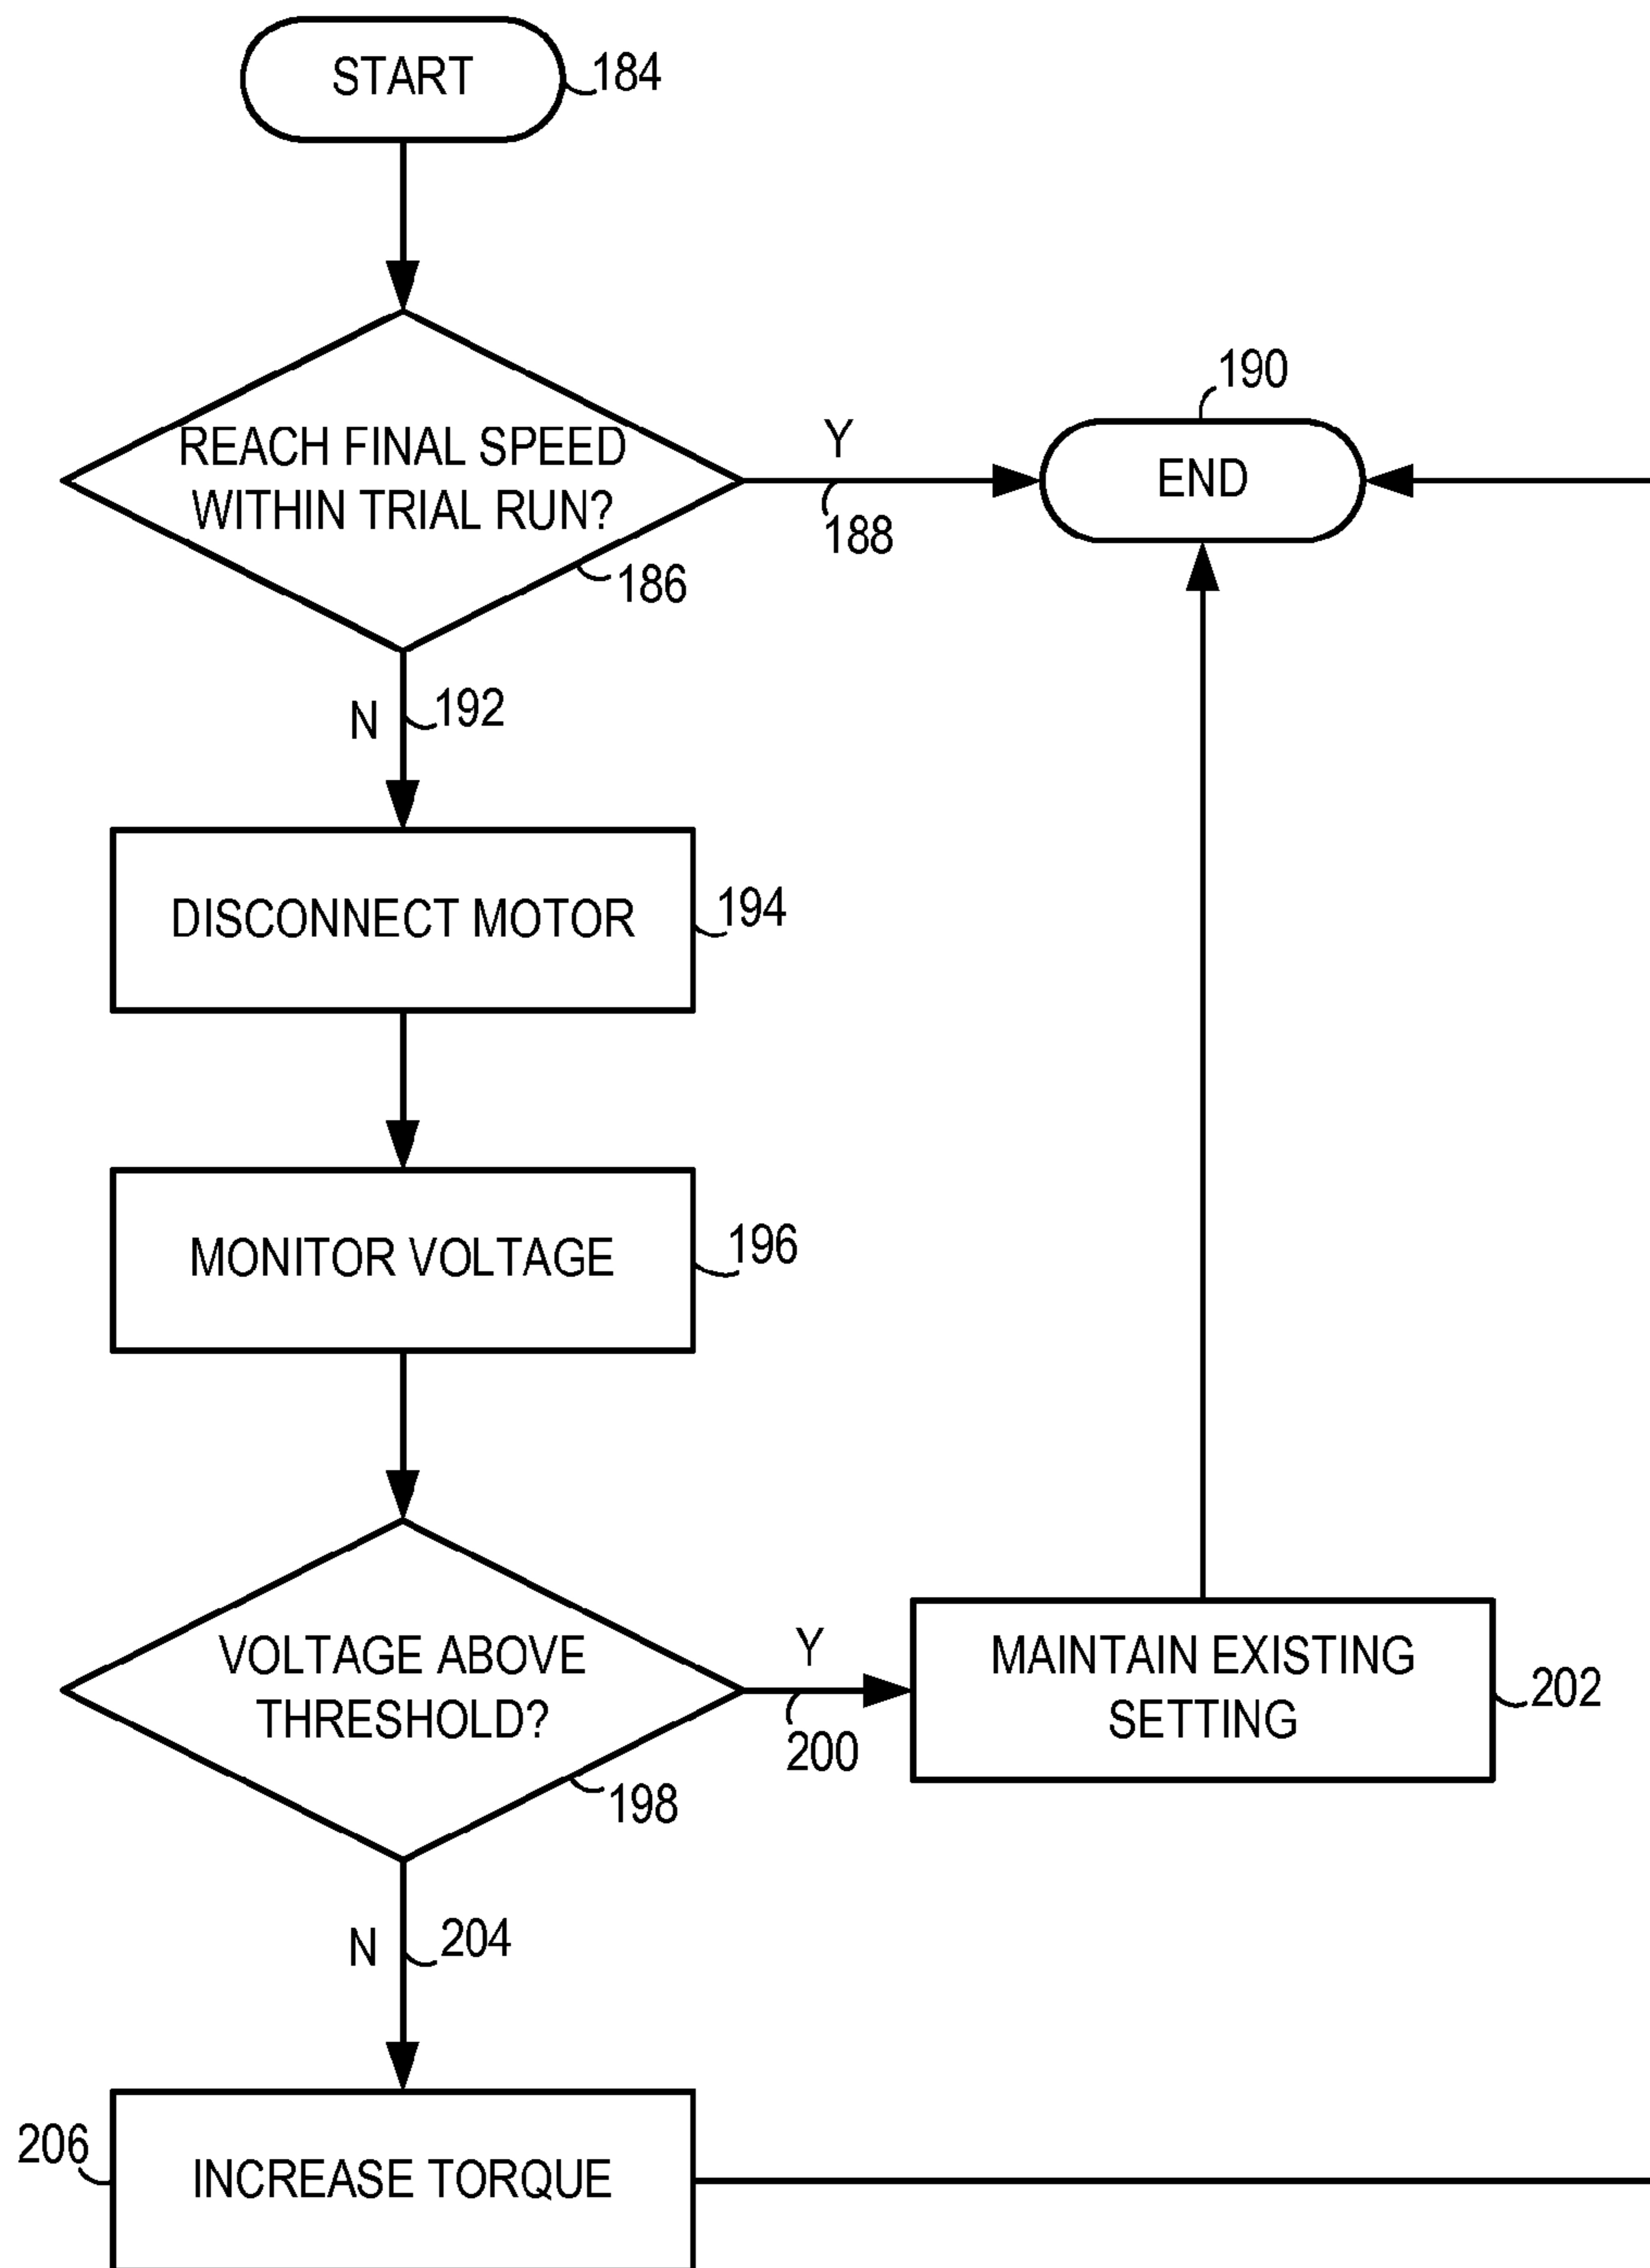 START
184
REACH FINAL SPEED
WITHIN TRIAL RUN?
186
Y
188
190
END
N
192
DISCONNECT MOTOR
194
MONITOR VOLTAGE
196
VOLTAGE ABOVE
THRESHOLD?
198
Y
200
MAINTAIN EXISTING
SETTING
202
N
204
206
INCREASE TORQUE